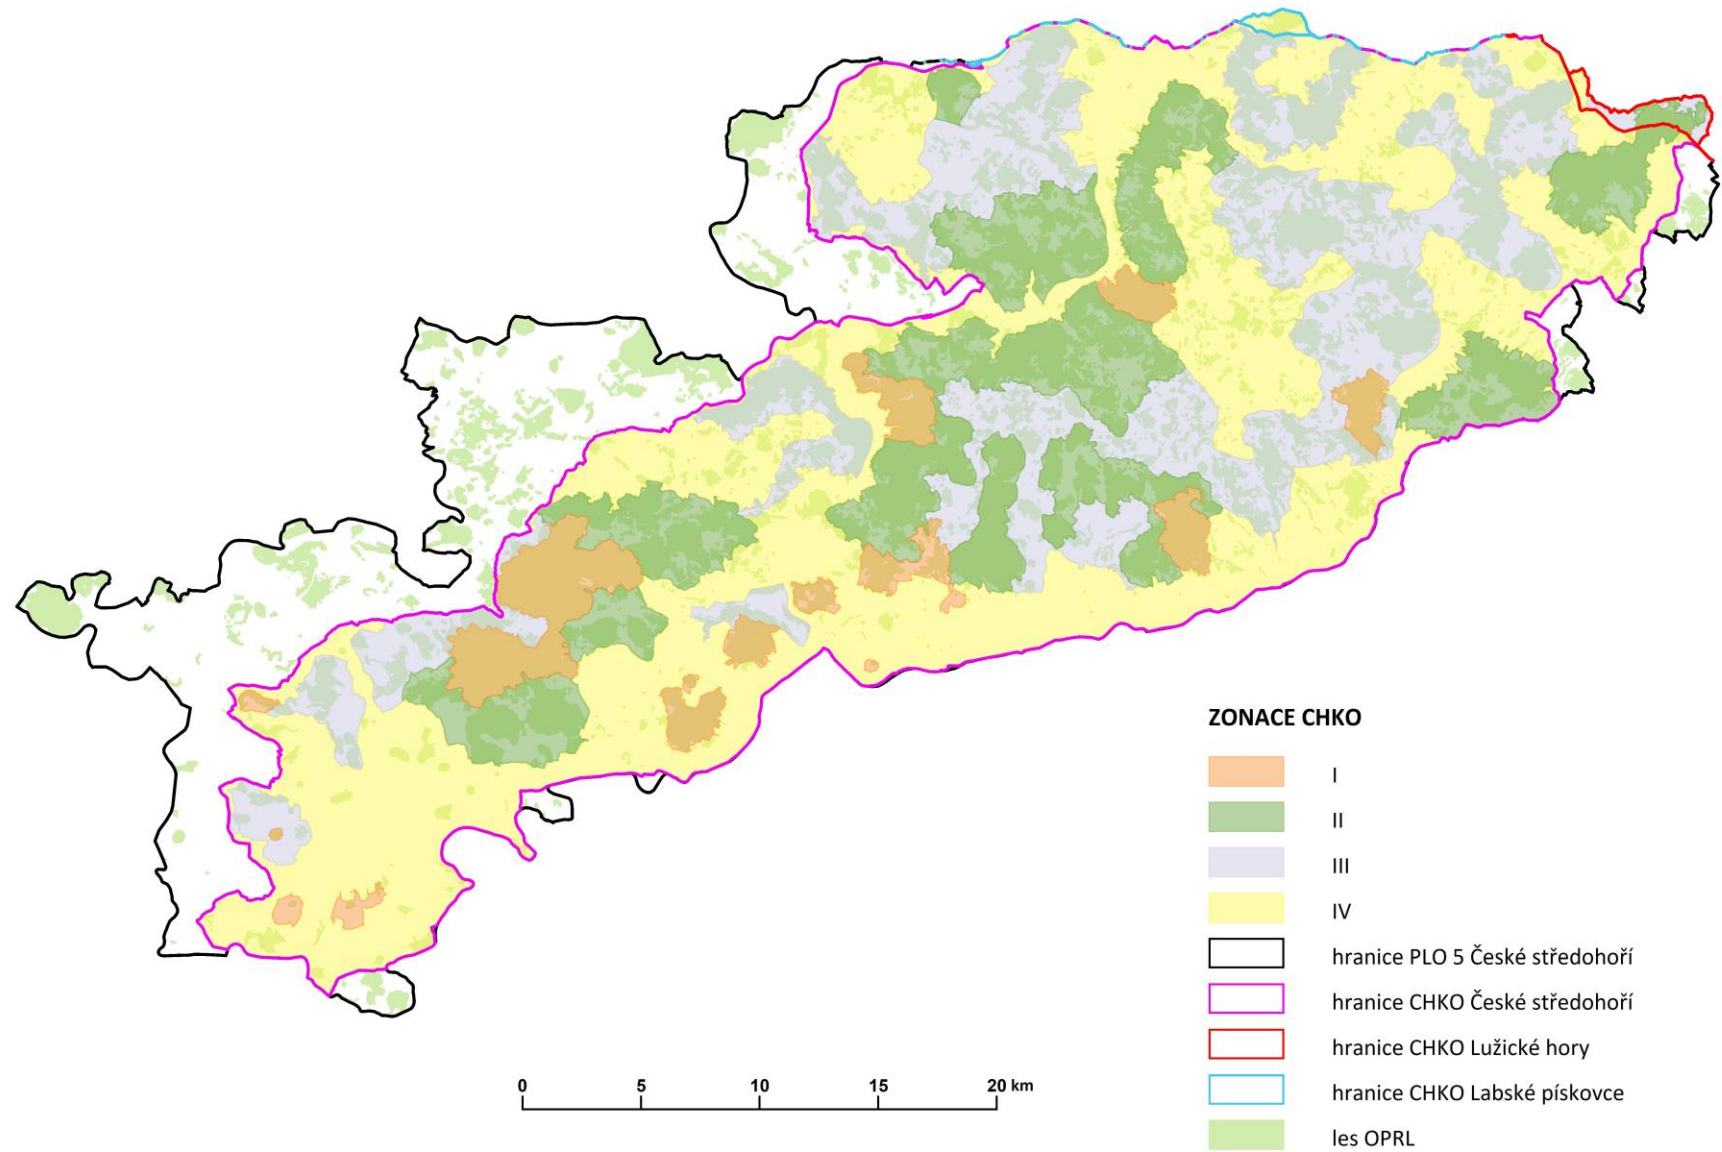 ZONACE CHKO
I
II
III
IV
hranice PLO 5 České středohoří
hranice CHKO České středohoří
hranice CHKO Lužické hory
hranice CHKO Labské pískovce
les OPRL
0 5 10 15 20 km